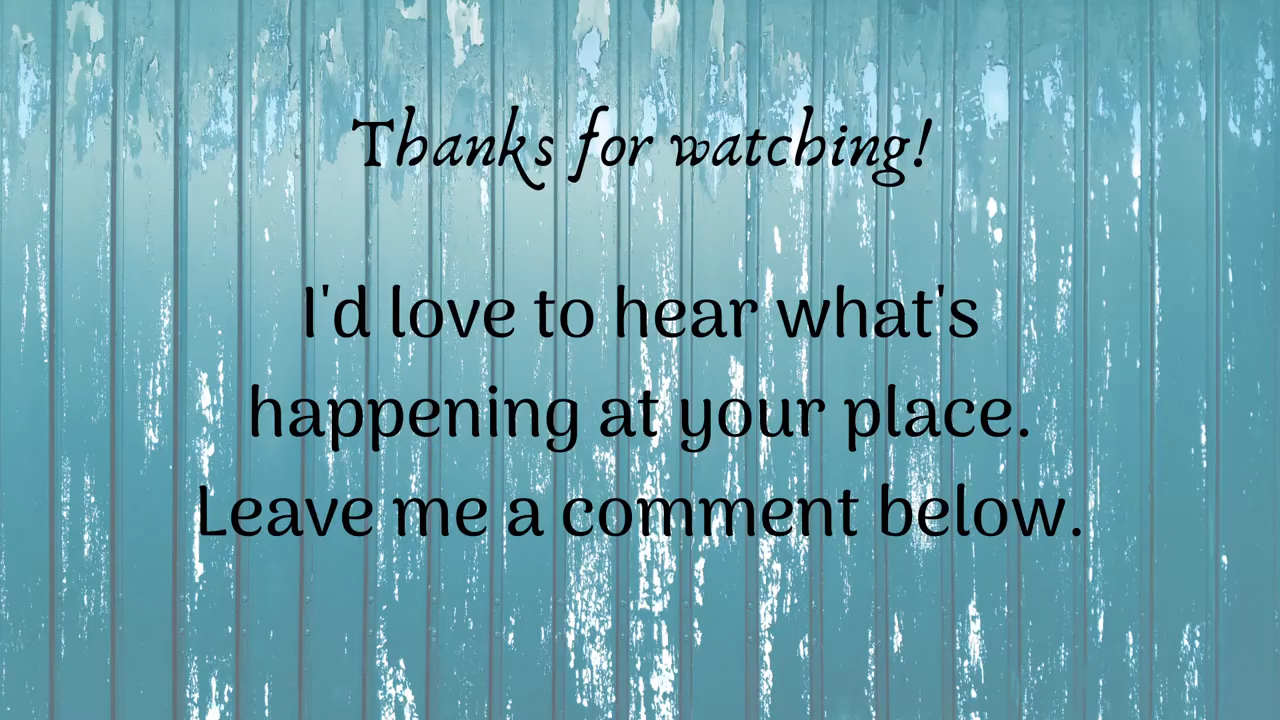 Thanks for watching!
I'd love to hear what's
happening at your place.
Leave me a comment below.